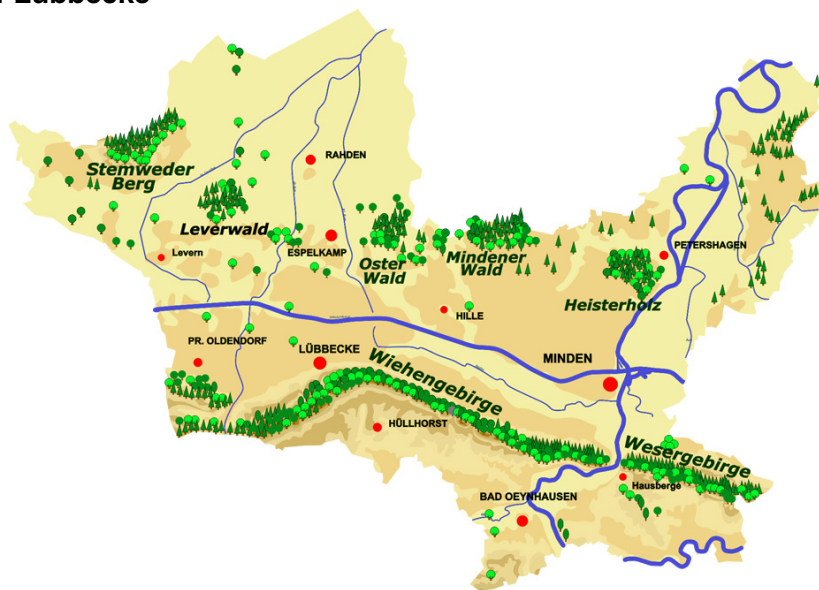 Lübbecke
RAHDEN
Stemweder
Berg
Leverwald
Levern
ESPELKAMP
Oster
Wald
Mindener
Wald
PETERSHAGEN
Heisterholz
HILLE
PR. OLDENDORF
LÜBBECKE
MINDEN
Wiehengebirge
HÜLLHORST
Wesergebirge
Hausberge
BAD OEYNHAUSEN